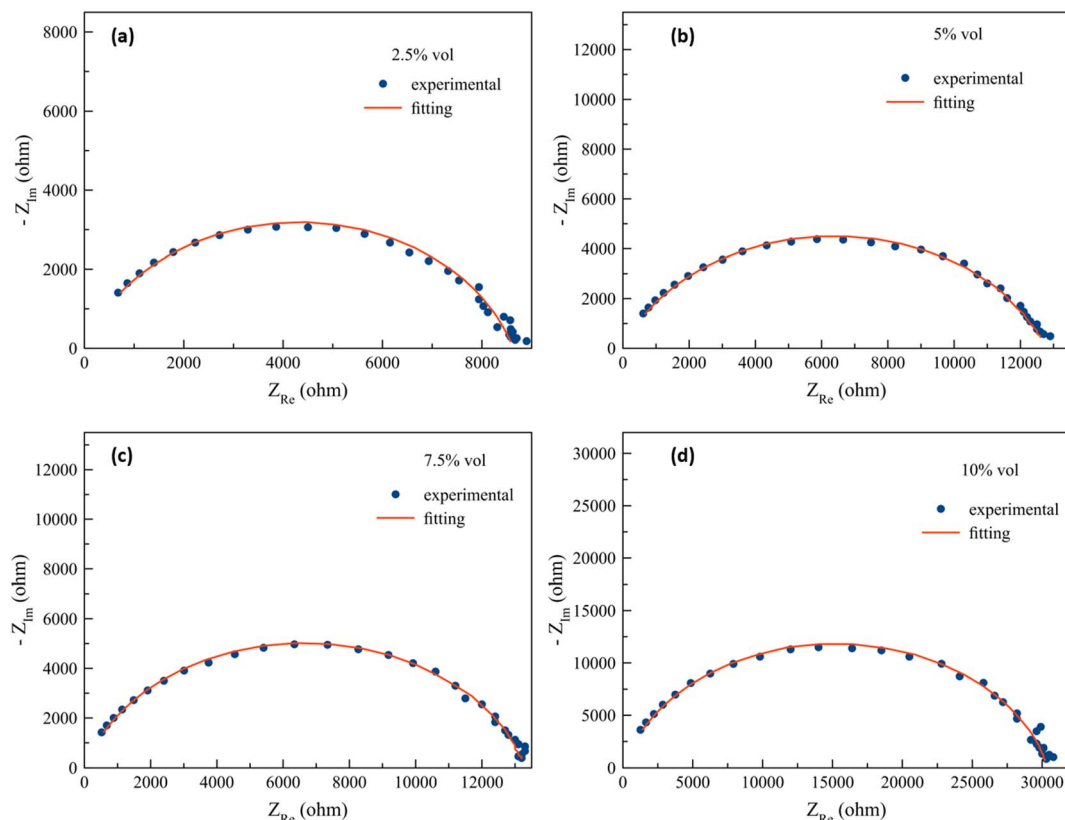 (a)
2.5% vol
experimental
fitting
8000
6000
4000
2000
0
- Z_Im (ohm)
0 2000 4000 6000 8000
Z_Re (ohm)
(b)
5% vol
experimental
fitting
12000
10000
8000
6000
4000
2000
0
- Z_Im (ohm)
0 2000 4000 6000 8000 10000 12000
Z_Re (ohm)
(c)
7.5% vol
experimental
fitting
12000
10000
8000
6000
4000
2000
0
- Z_Im (ohm)
0 2000 4000 6000 8000 10000 12000
Z_Re (ohm)
(d)
10% vol
experimental
fitting
30000
25000
20000
15000
10000
5000
0
- Z_Im (ohm)
0 5000 10000 15000 20000 25000 30000
Z_Re (ohm)